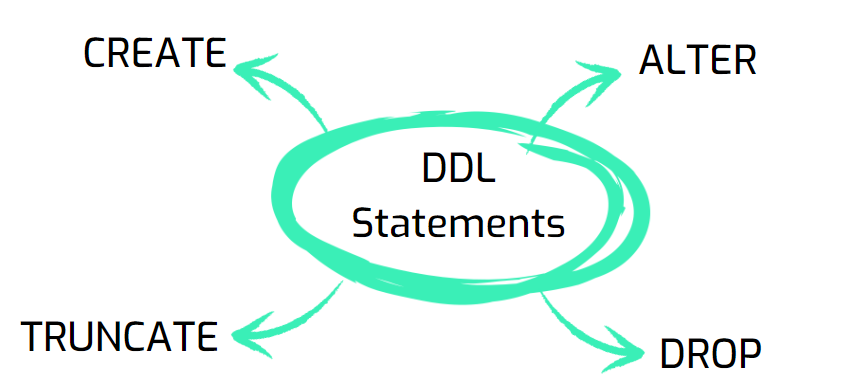 CREATE
ALTER
DDL
Statements
TRUNCATE
DROP